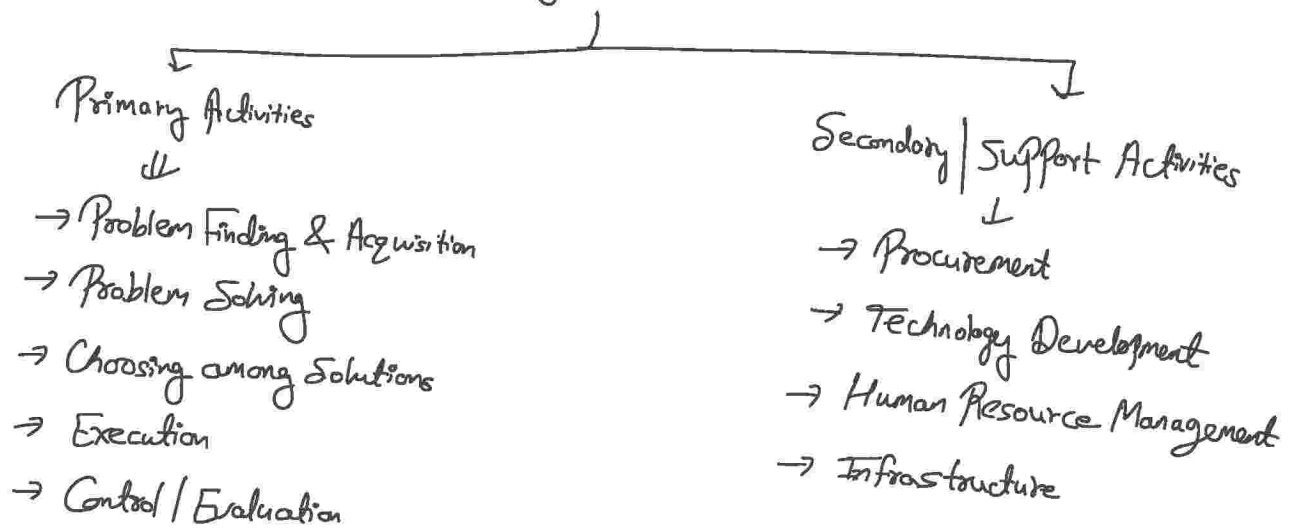 Primary Activities
→ Problem Finding & Acquisition
→ Problem Solving
→ Choosing among Solutions
→ Execution
→ Control / Evaluation
Secondary | Support Activities
→ Procurement
→ Technology Development
→ Human Resource Management
→ Infrastructure